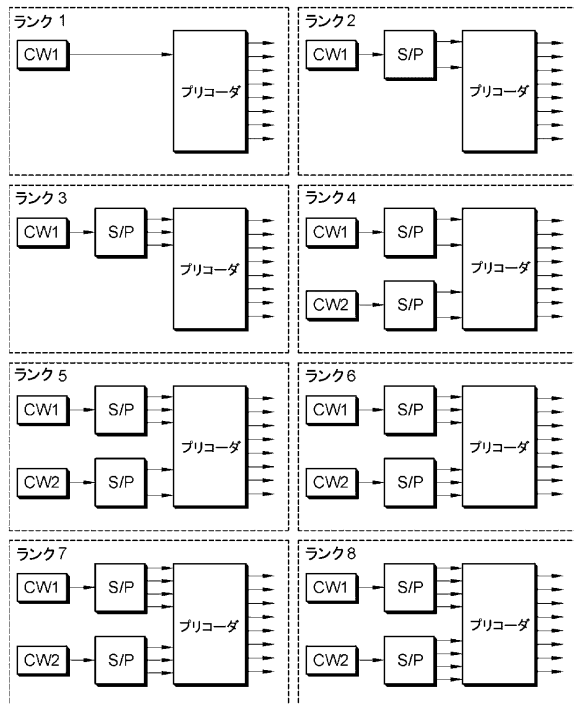 ランク 1
CW1
プリコーダ
ランク 2
CW1
S/P
プリコーダ
ランク 3
CW1
S/P
プリコーダ
ランク 4
CW1
S/P
プリコーダ
CW2
S/P
ランク 5
CW1
S/P
プリコーダ
CW2
S/P
ランク 6
CW1
S/P
プリコーダ
CW2
S/P
ランク 7
CW1
S/P
プリコーダ
CW2
S/P
ランク 8
CW1
S/P
プリコーダ
CW2
S/P